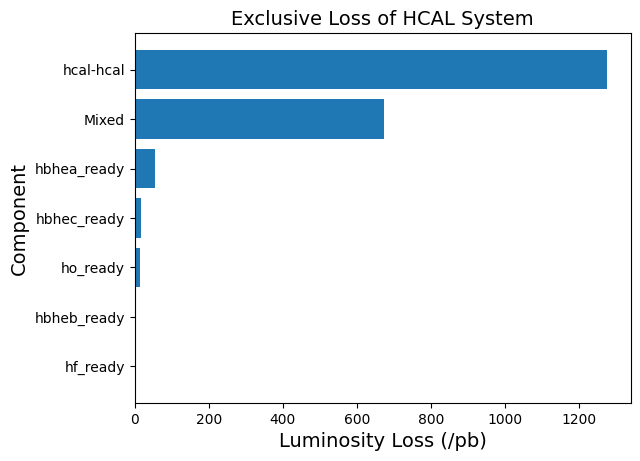 Exclusive Loss of HCAL System
Component
hcal-hcal
Mixed
hbhea_ready
hbhec_ready
ho_ready
hbheb_ready
hf_ready
0 200 400 600 800 1000 1200
Luminosity Loss (/pb)